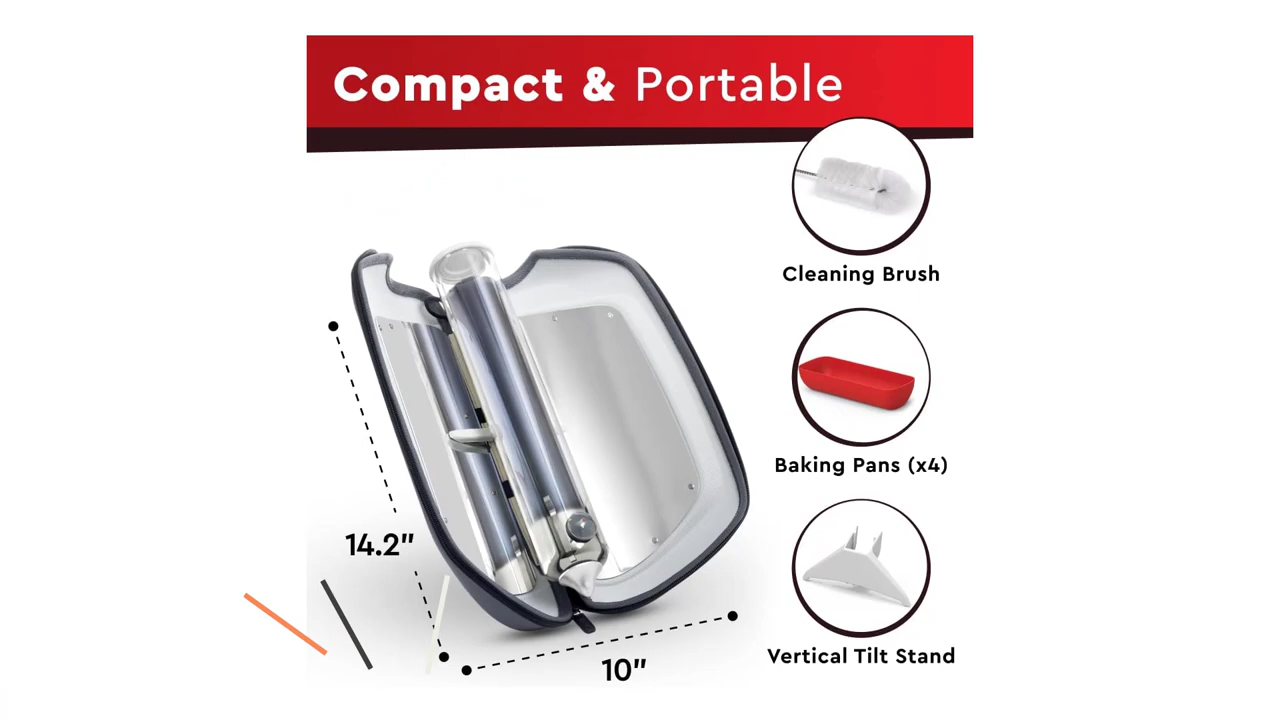 Compact & Portable
Cleaning Brush
Baking Pans (x4)
14.2"
Vertical Tilt Stand
10"